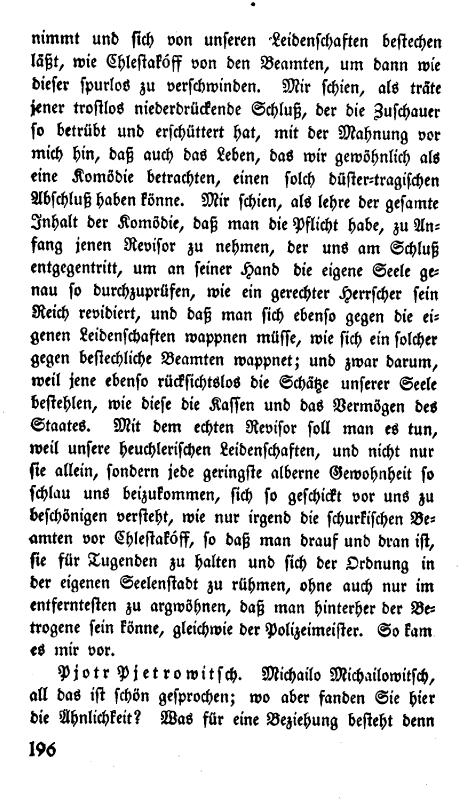 nimmt und sich von unseren Leidenschaften bestechen
läßt, wie Chlestakóff von den Beamten, um dann wie
dieser spurlos zu verschwinden. Mir schien, als träte
jener trostlos niederdrückende Schluß, der die Zuschauer
so betrübt und erschüttert hat, mit der Mahnung vor
mich hin, daß auch das Leben, das wir gewöhnlich als
eine Komödie betrachten, einen solch düster-tragischen
Abschluß haben könne. Mir schien, als lehre der gesamte
Inhalt der Komödie, daß man die Pflicht habe, zu An-
fang jenen Revisor zu nehmen, der uns am Schluß
entgegentritt, um an seiner Hand die eigene Seele ge-
nau so durchzuprüfen, wie ein gerechter Herrscher sein
Reich revidiert, und daß man sich ebenso gegen die ei-
genen Leidenschaften wappnen müsse, wie sich ein solcher
gegen bestechliche Beamten wappnet; und zwar darum,
weil jene ebenso rücksichtslos die Schätze unserer Seele
bestehlen, wie diese die Kassen und das Vermögen des
Staates. Mit dem echten Revisor soll man es tun,
weil unsere heuchlerischen Leidenschaften, und nicht nur
sie allein, sondern jede geringste alberne Gewohnheit so
schlau uns beizukommen, sich so geschickt vor uns zu
beschönigen versteht, wie nur irgend die schurkischen Be-
amten vor Chlestakóff, so daß man drauf und dran ist,
sie für Tugenden zu halten und sich der Ordnung in
der eigenen Seelenstadt zu rühmen, ohne auch nur im
entferntesten zu argwöhnen, daß man hinterher der Be-
trogene sein könne, gleichwie der Polizeimeister. So kam
es mir vor.
Pjotr Pjetrowitsch. Michailo Michailowitsch,
all das ist schön gesprochen; wo aber fanden Sie hier
die Ähnlichkeit? Was für eine Beziehung besteht denn
196